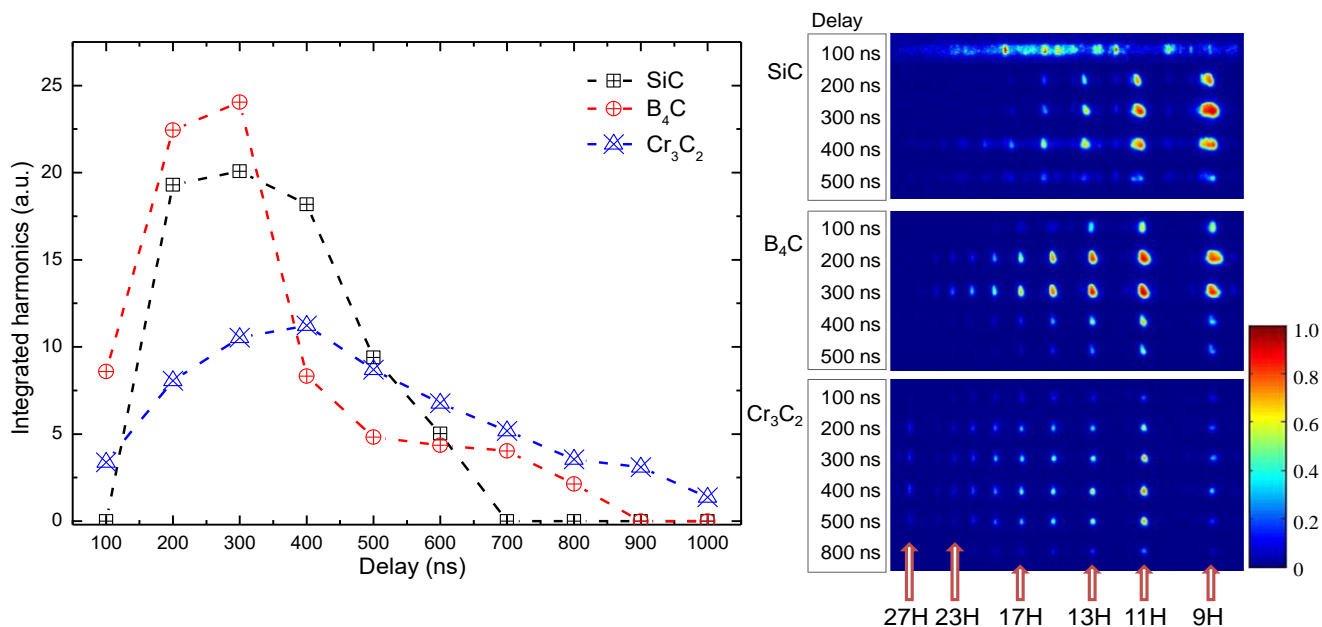 25
20
15
10
5
0
Integrated harmonics (a.u.)
SiC
B₄C
Cr₃C₂
100 200 300 400 500 600 700 800 900 1000
Delay (ns)
Delay
SiC
100 ns
200 ns
300 ns
400 ns
500 ns
B₄C
100 ns
200 ns
300 ns
400 ns
500 ns
Cr₃C₂
100 ns
200 ns
300 ns
400 ns
500 ns
800 ns
27H 23H 17H 13H 11H 9H
1.0
0.8
0.6
0.4
0.2
0